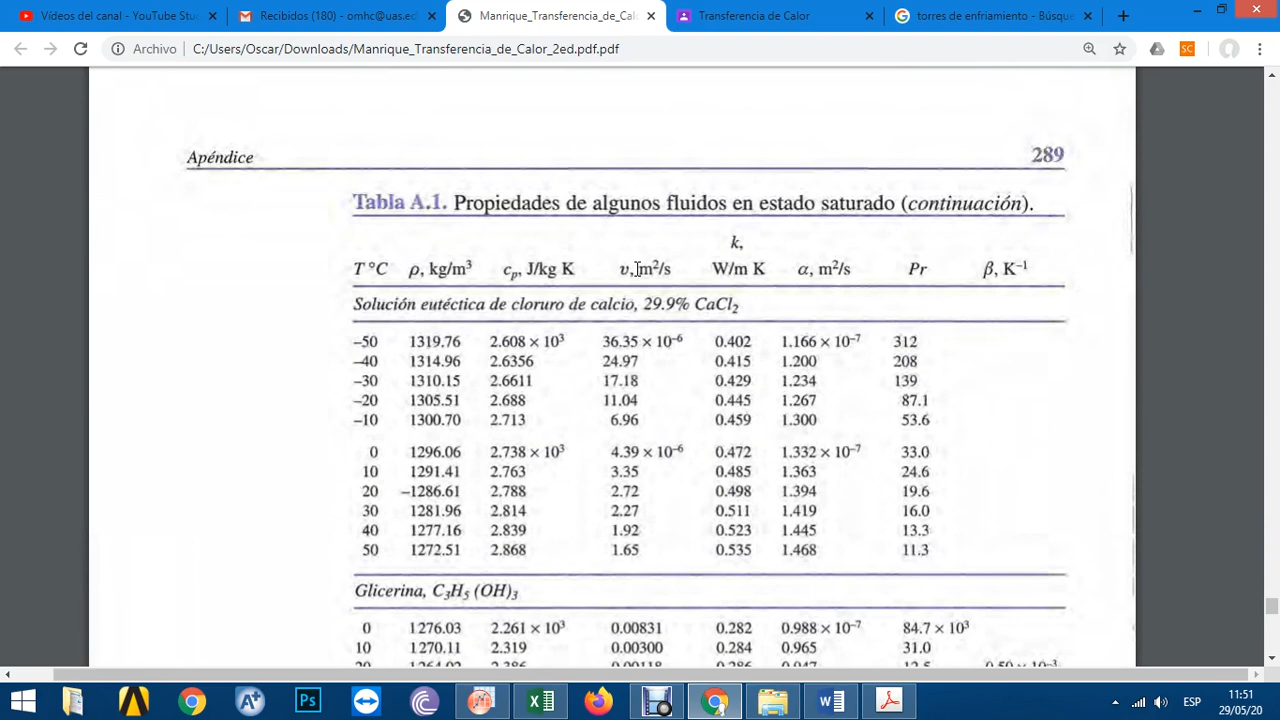 Vídeos del canal - YouTube Stu
Recibidos (180) - omhc@uas.ed
Manrique_Transferencia_de_Calo
Transferencia de Calor
torres de enfriamiento - Búsque
Archivo
C:/Users/Oscar/Downloads/Manrique_Transferencia_de_Calor_2ed.pdf.pdf
SC
Apéndice 289
Tabla A.1. Propiedades de algunos fluidos en estado saturado (continuación).
k,
T °C ρ, kg/m³ cₚ, J/kg K υ, m²/s W/m K α, m²/s Pr β, K⁻¹
Solución eutéctica de cloruro de calcio, 29.9% CaCl₂
–50 1319.76 2.608 × 10³ 36.35 × 10⁻⁶ 0.402 1.166 × 10⁻⁷ 312
–40 1314.96 2.6356 24.97 0.415 1.200 208
–30 1310.15 2.6611 17.18 0.429 1.234 139
–20 1305.51 2.688 11.04 0.445 1.267 87.1
–10 1300.70 2.713 6.96 0.459 1.300 53.6
0 1296.06 2.738 × 10³ 4.39 × 10⁻⁶ 0.472 1.332 × 10⁻⁷ 33.0
10 1291.41 2.763 3.35 0.485 1.363 24.6
20 –1286.61 2.788 2.72 0.498 1.394 19.6
30 1281.96 2.814 2.27 0.511 1.419 16.0
40 1277.16 2.839 1.92 0.523 1.445 13.3
50 1272.51 2.868 1.65 0.535 1.468 11.3
Glicerina, C₃H₅ (OH)₃
0 1276.03 2.261 × 10³ 0.00831 0.282 0.988 × 10⁻⁷ 84.7 × 10³
10 1270.11 2.319 0.00300 0.284 0.965 31.0
Ps
ESP
11:51
29/05/20